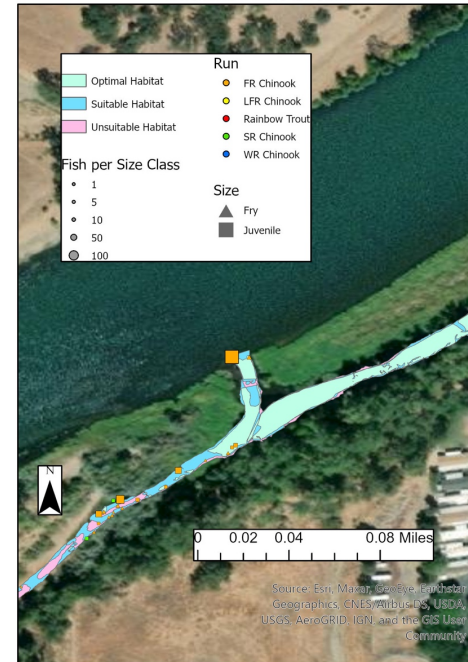 Optimal Habitat
Suitable Habitat
Unsuitable Habitat
Fish per Size Class
1
5
10
50
100
Run
FR Chinook
LFR Chinook
Rainbow Trout
SR Chinook
WR Chinook
Size
Fry
Juvenile
N
0 0.02 0.04 0.08 Miles
Source: Esri, Maxar, GeoEye, Earthstar
Geographics, CNES/Airbus DS, USDA,
USGS, AeroGRID, IGN, and the GIS User
Community